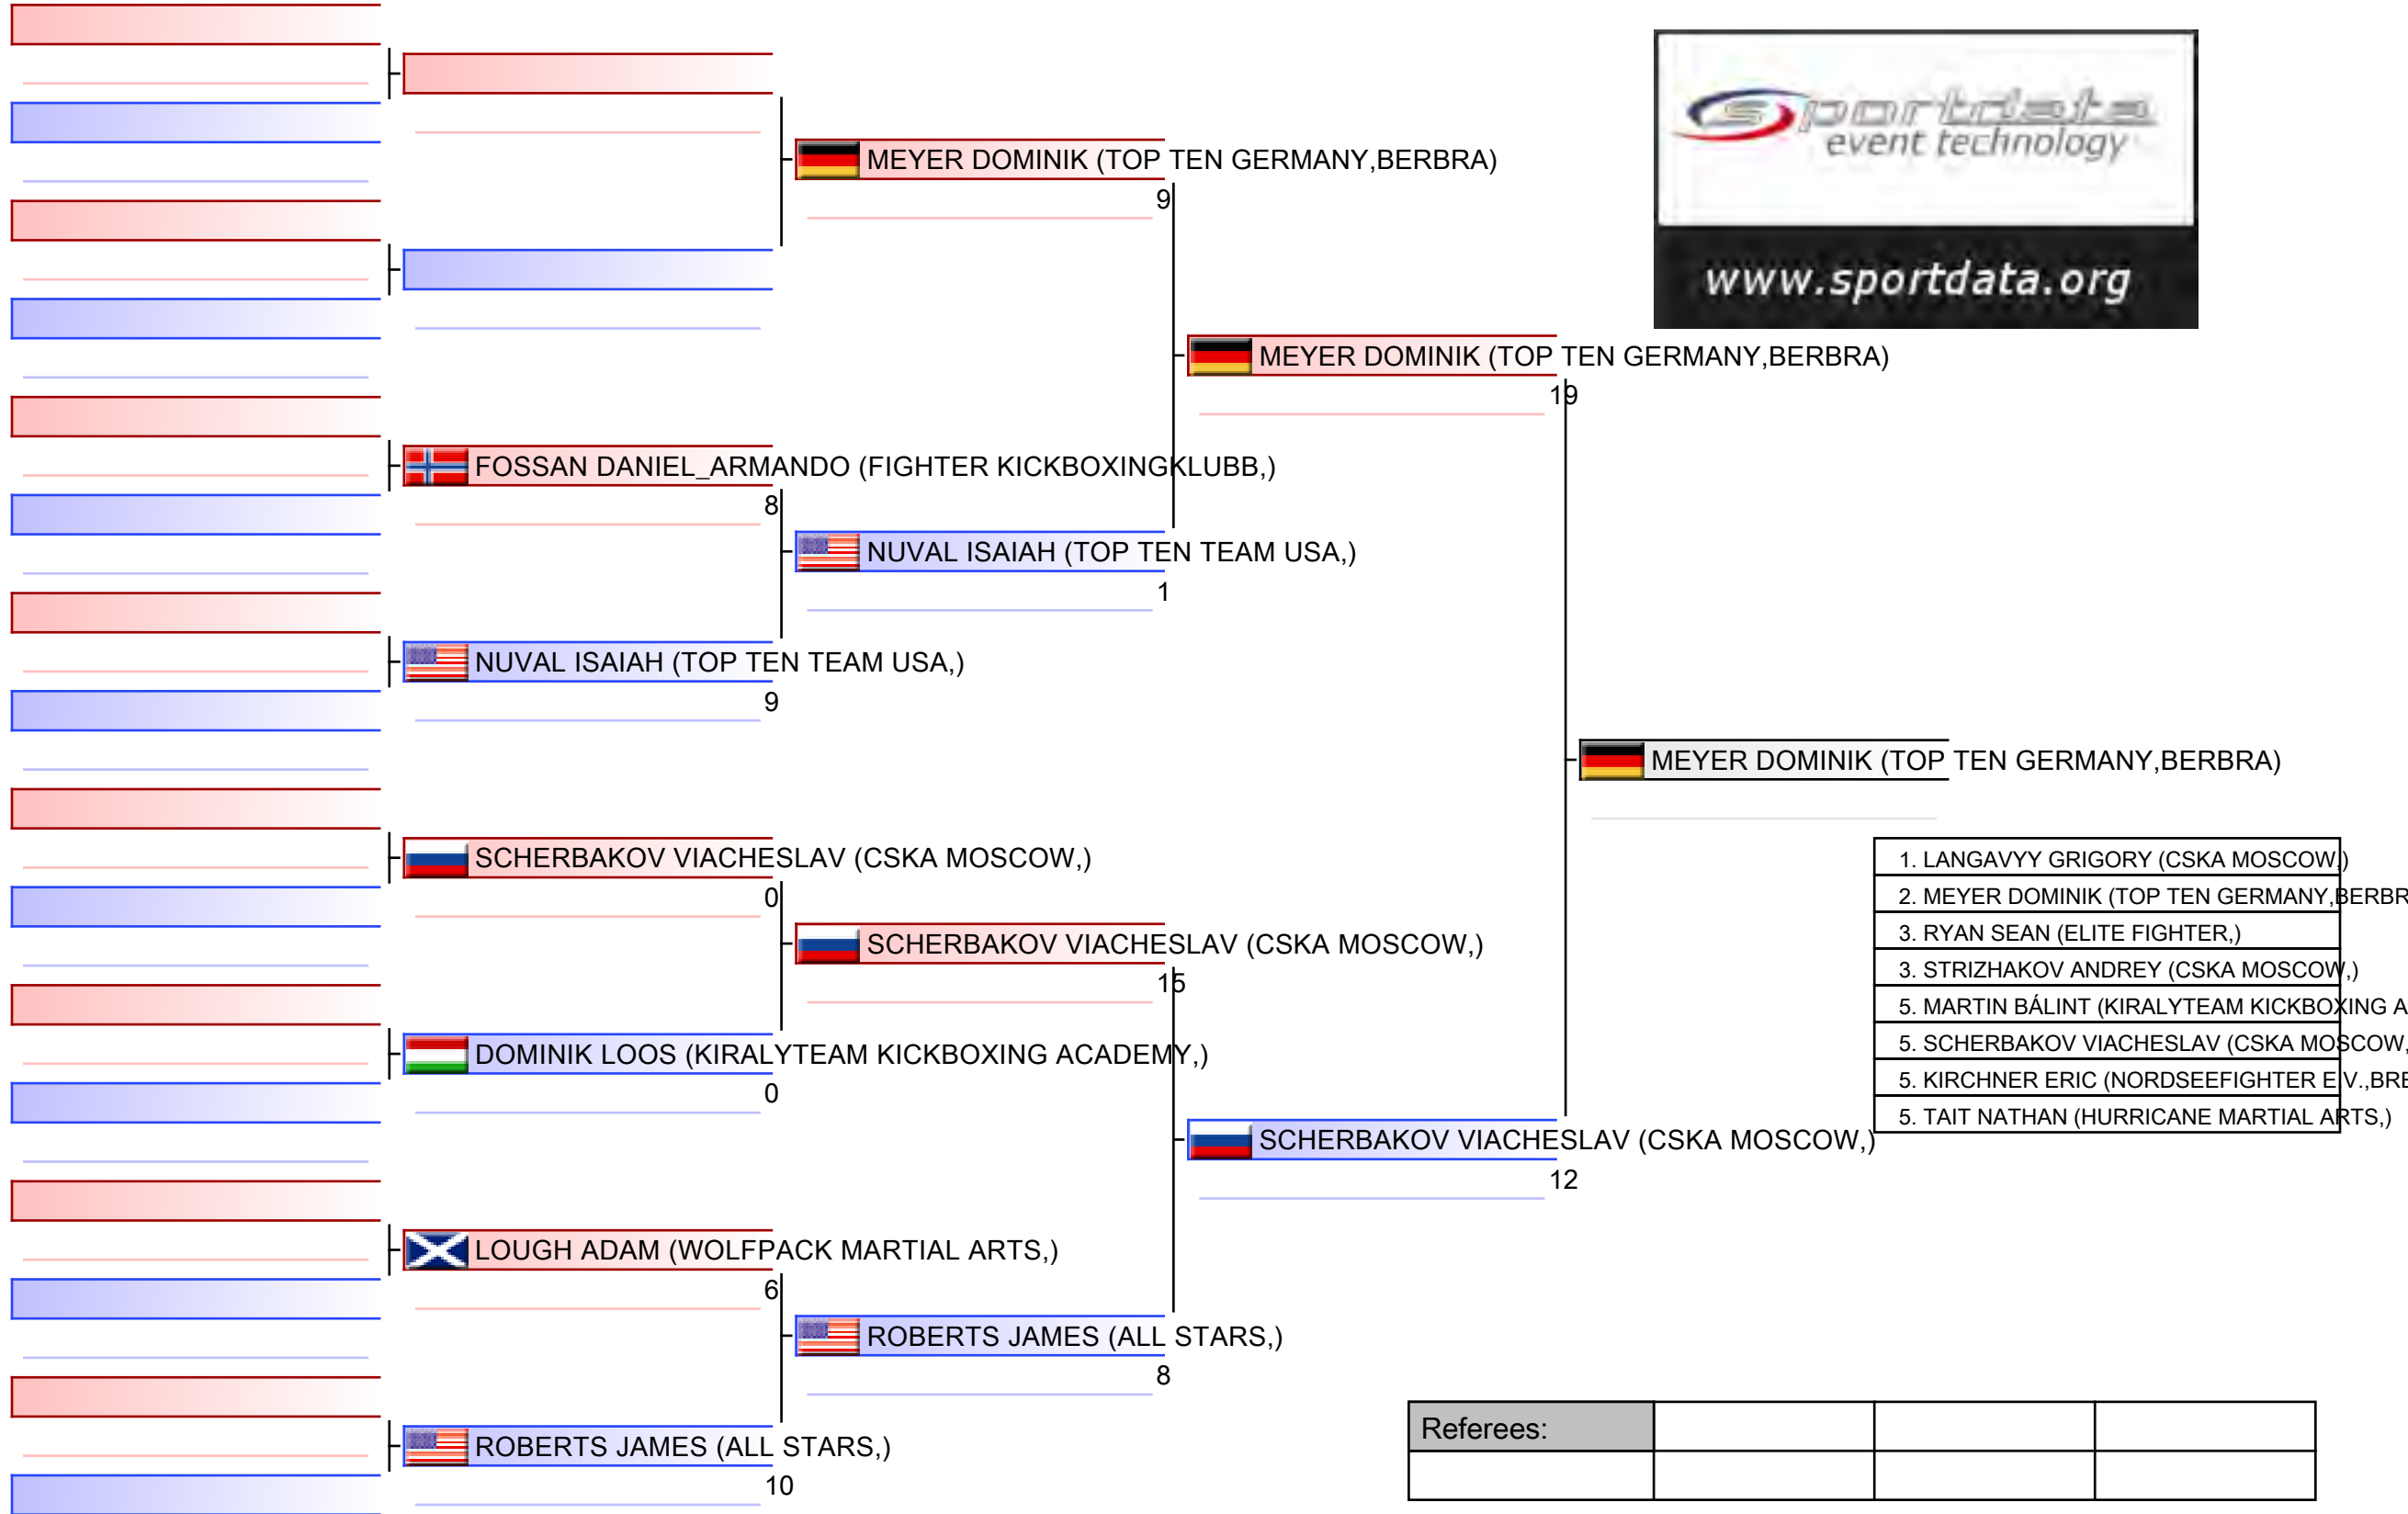 sportdata
event technology
www.sportdata.org
MEYER DOMINIK (TOP TEN GERMANY,BERBRA)
9
MEYER DOMINIK (TOP TEN GERMANY,BERBRA)
19
FOSSAN DANIEL_ARMANDO (FIGHTER KICKBOXINGKLUBB,)
8
NUVAL ISAIAH (TOP TEN TEAM USA,)
1
NUVAL ISAIAH (TOP TEN TEAM USA,)
9
MEYER DOMINIK (TOP TEN GERMANY,BERBRA)
SCHERBAKOV VIACHESLAV (CSKA MOSCOW,)
0
SCHERBAKOV VIACHESLAV (CSKA MOSCOW,)
15
DOMINIK LOOS (KIRALYTEAM KICKBOXING ACADEMY,)
0
SCHERBAKOV VIACHESLAV (CSKA MOSCOW,)
12
1. LANGAVYY GRIGORY (CSKA MOSCOW,)
2. MEYER DOMINIK (TOP TEN GERMANY,BERBR
3. RYAN SEAN (ELITE FIGHTER,)
3. STRIZHAKOV ANDREY (CSKA MOSCOW,)
5. MARTIN BÁLINT (KIRALYTEAM KICKBOXING A
5. SCHERBAKOV VIACHESLAV (CSKA MOSCOW,
5. KIRCHNER ERIC (NORDSEEFIGHTER E.V.,BRE
5. TAIT NATHAN (HURRICANE MARTIAL ARTS,)
LOUGH ADAM (WOLFPACK MARTIAL ARTS,)
6
ROBERTS JAMES (ALL STARS,)
8
ROBERTS JAMES (ALL STARS,)
10
Referees: